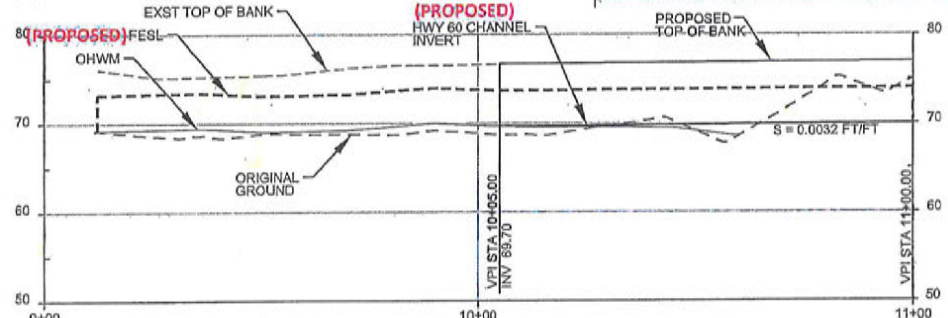 EXST TOP OF BANK
(PROPOSED)
HWY 60 CHANNEL
INVERT
PROPOSED
TOP OF BANK
80
(PROPOSED) FESL
OHWM
80
70
70
S = 0.0032 FT/FT
ORIGINAL
GROUND
60
60
VPI STA 10+05.00
INV 69.70
VPI STA 11+00.00
50
50
9+00
10+00
11+00